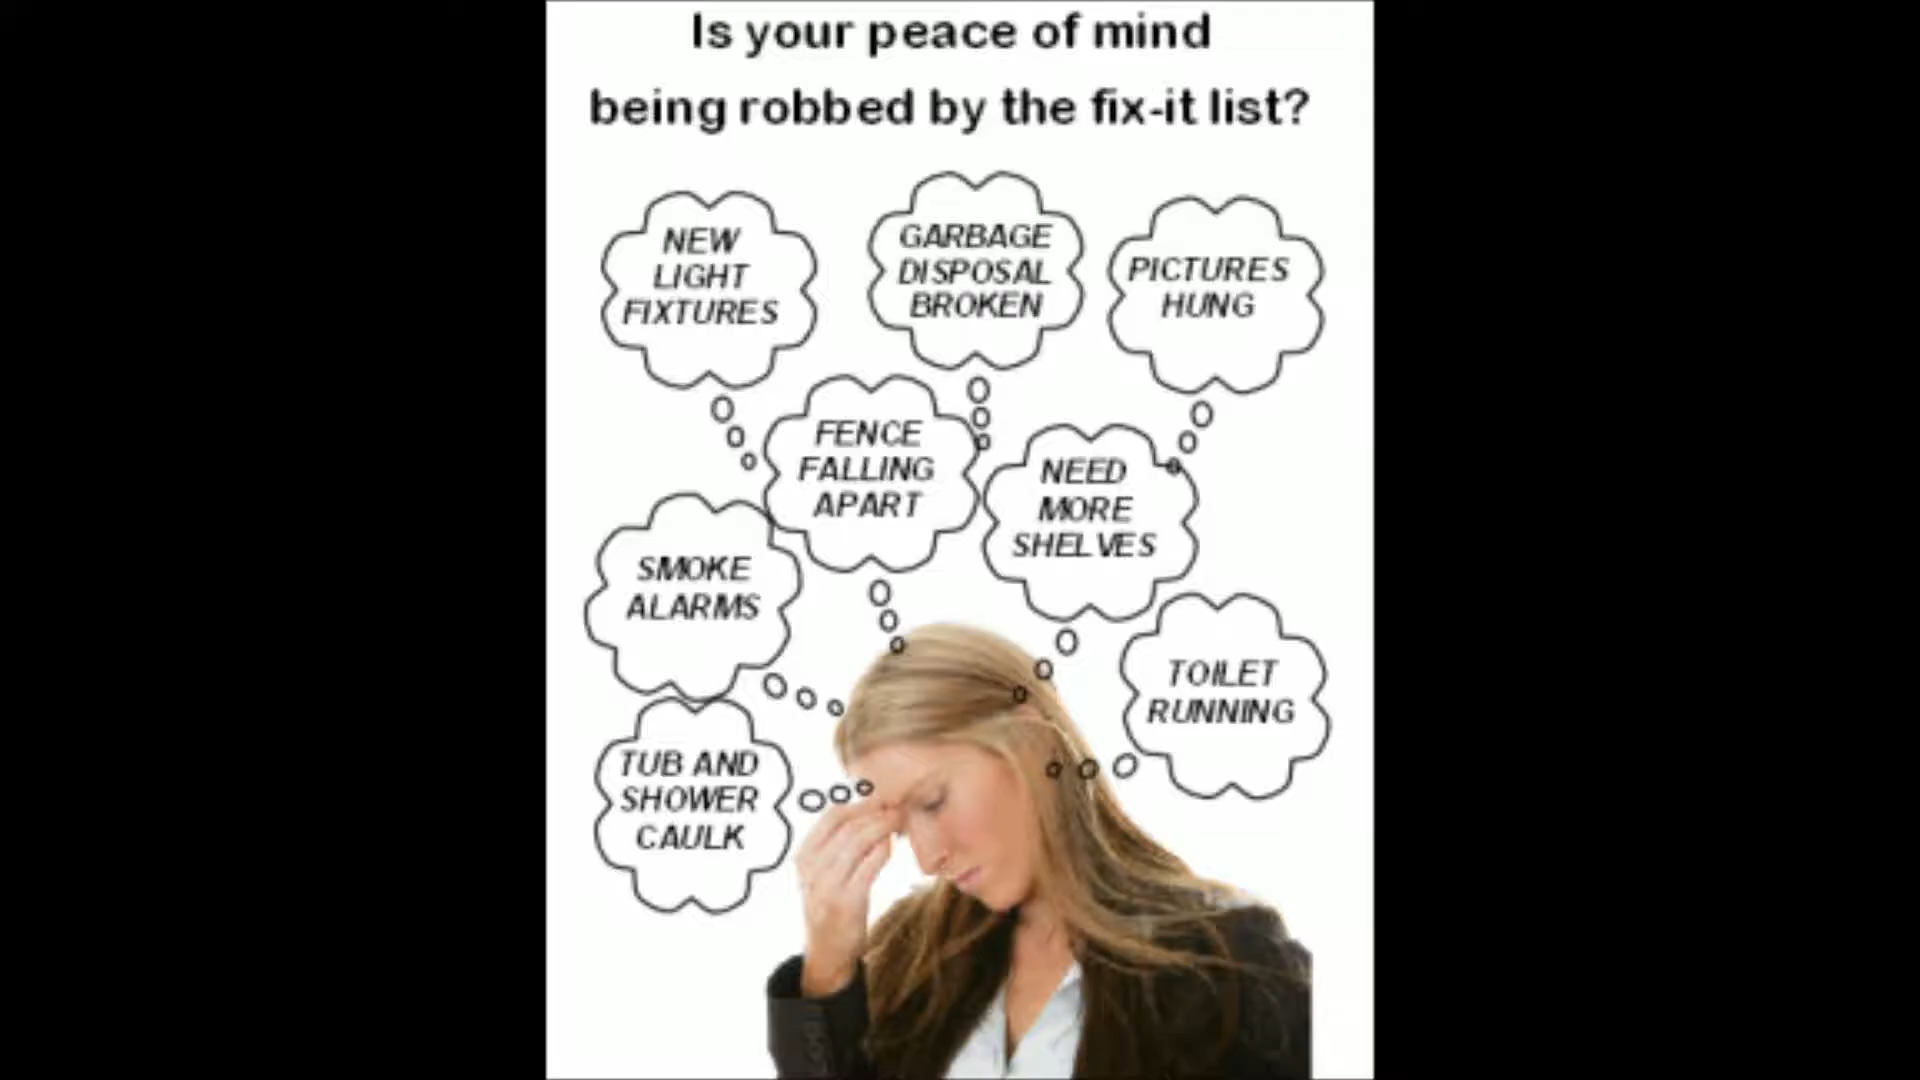 Is your peace of mind
being robbed by the fix-it list?
NEW
LIGHT
FIXTURES
GARBAGE
DISPOSAL
BROKEN
PICTURES
HUNG
FENCE
FALLING
APART
NEED
MORE
SHELVES
SMOKE
ALARMS
TOILET
RUNNING
TUB AND
SHOWER
CAULK